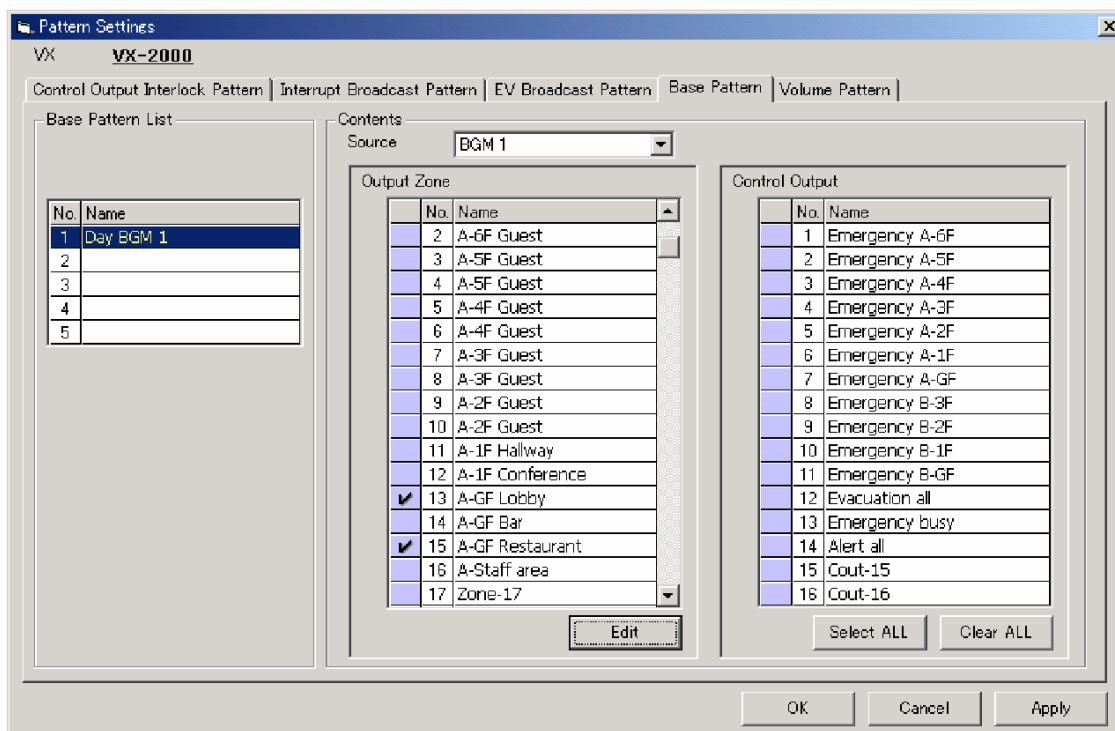 Pattern Settings
VX VX-2000
Control Output Interlock Pattern Interrupt Broadcast Pattern EV Broadcast Pattern Base Pattern Volume Pattern
Base Pattern List
No. Name
1 Day BGM 1
2
3
4
5
Contents
Source BGM 1
Output Zone
No. Name
2 A-6F Guest
3 A-5F Guest
4 A-5F Guest
5 A-4F Guest
6 A-4F Guest
7 A-3F Guest
8 A-3F Guest
9 A-2F Guest
10 A-2F Guest
11 A-1F Hallway
12 A-1F Conference
13 A-GF Lobby
14 A-GF Bar
15 A-GF Restaurant
16 A-Staff area
17 Zone-17
Edit
Control Output
No. Name
1 Emergency A-6F
2 Emergency A-5F
3 Emergency A-4F
4 Emergency A-3F
5 Emergency A-2F
6 Emergency A-1F
7 Emergency A-GF
8 Emergency B-3F
9 Emergency B-2F
10 Emergency B-1F
11 Emergency B-GF
12 Evacuation all
13 Emergency busy
14 Alert all
15 Cout-15
16 Cout-16
Select ALL Clear ALL
OK Cancel Apply